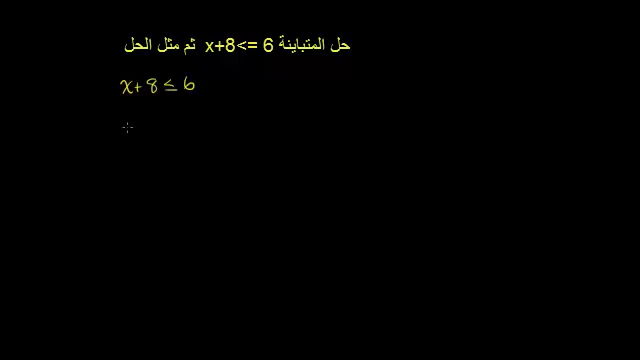 حل المتباينة x+8<= 6 ثم مثل الحل
x+8≤6